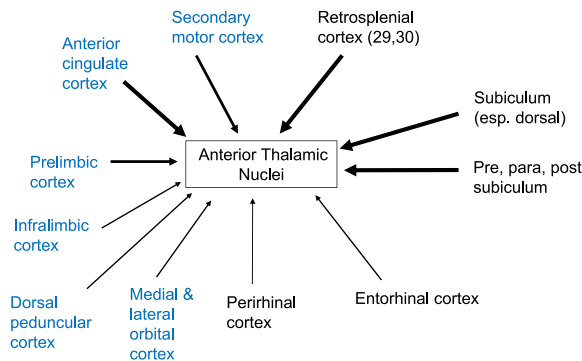 Secondary
motor cortex
Retrosplenial
cortex (29,30)
Anterior
cingulate
cortex
Subiculum
(esp. dorsal)
Anterior Thalamic
Nuclei
Prelimbic
cortex
Pre, para, post
subiculum
Infralimbic
cortex
Dorsal
peduncular
cortex
Medial &
lateral
orbital
cortex
Perirhinal
cortex
Entorhinal cortex